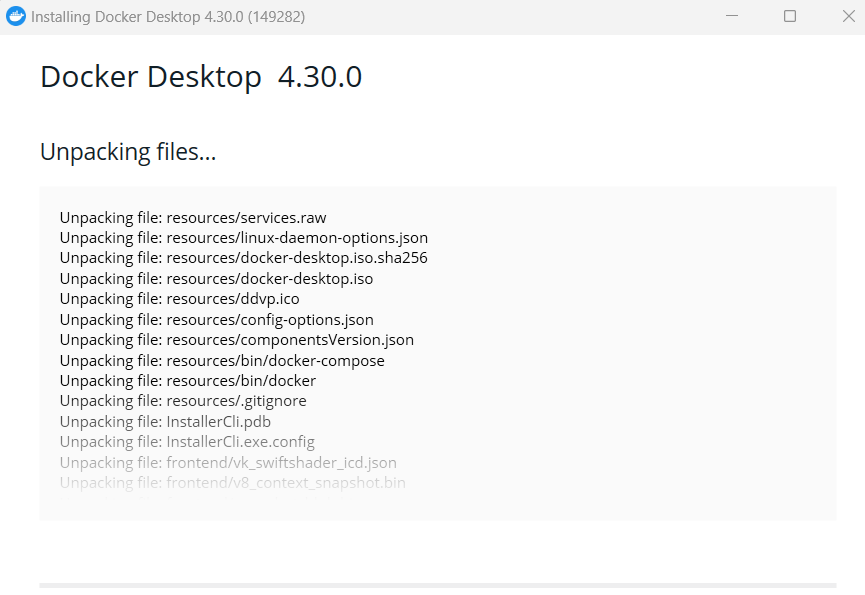 Installing Docker Desktop 4.30.0 (149282)
Docker Desktop 4.30.0
Unpacking files...
Unpacking file: resources/services.raw
Unpacking file: resources/linux-daemon-options.json
Unpacking file: resources/docker-desktop.iso.sha256
Unpacking file: resources/docker-desktop.iso
Unpacking file: resources/ddvp.ico
Unpacking file: resources/config-options.json
Unpacking file: resources/componentsVersion.json
Unpacking file: resources/bin/docker-compose
Unpacking file: resources/bin/docker
Unpacking file: resources/.gitignore
Unpacking file: InstallerCli.pdb
Unpacking file: InstallerCli.exe.config
Unpacking file: frontend/vk_swiftshader_icd.json
Unpacking file: frontend/v8_context_snapshot.bin